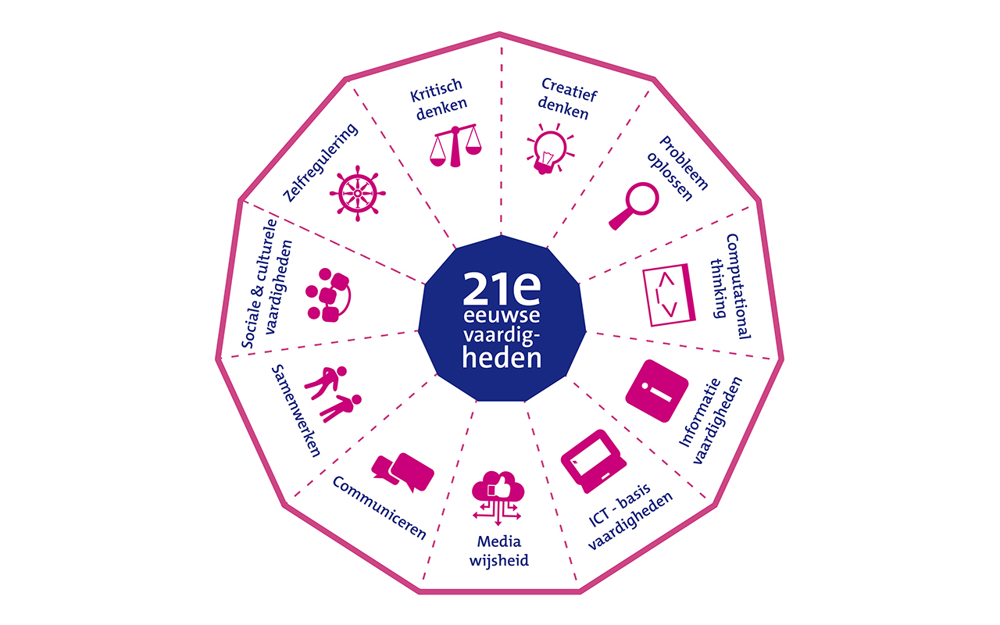 21e
eeuwse
vaardig-
heden
Kritisch
denken
Creatief
denken
Probleem
oplossen
Computational
thinking
Informatie
vaardigheden
ICT - basis
vaardigheden
Media
wijsheid
Communiceren
Samenwerken
Sociale & culturele
vaardigheden
Zelfregulering